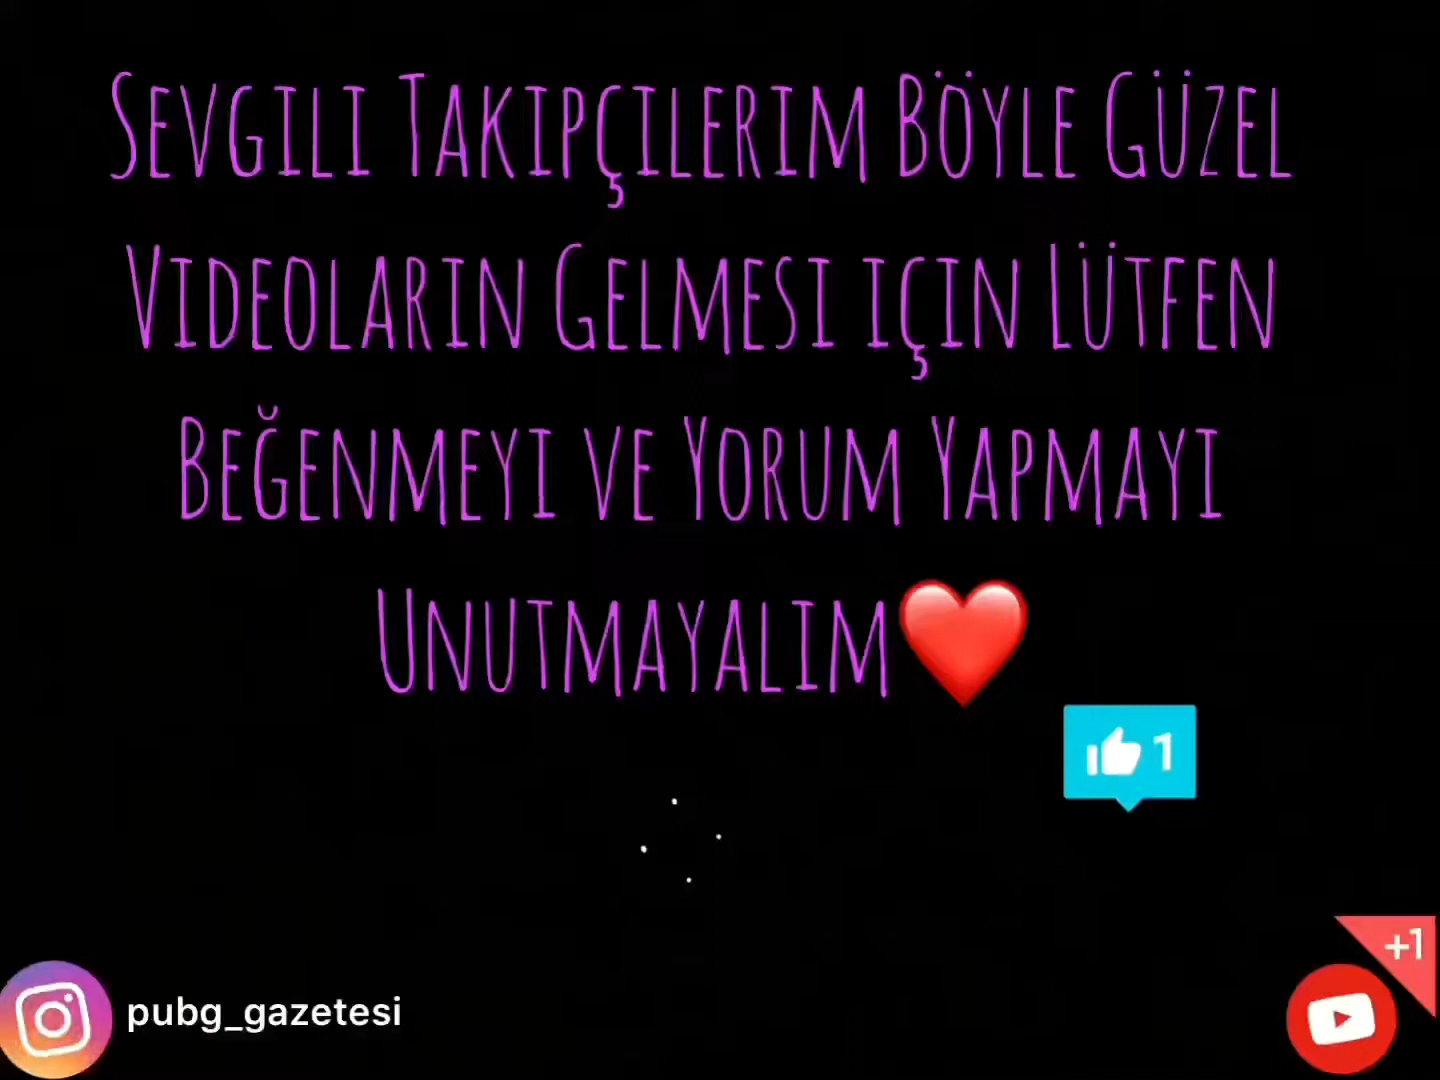 Sevgili Takipçilerim Böyle Güzel
Videoların Gelmesi için Lütfen
Beğenmeyi ve Yorum Yapmayı
Unutmayalım❤️
1
+1
pubg_gazetesi